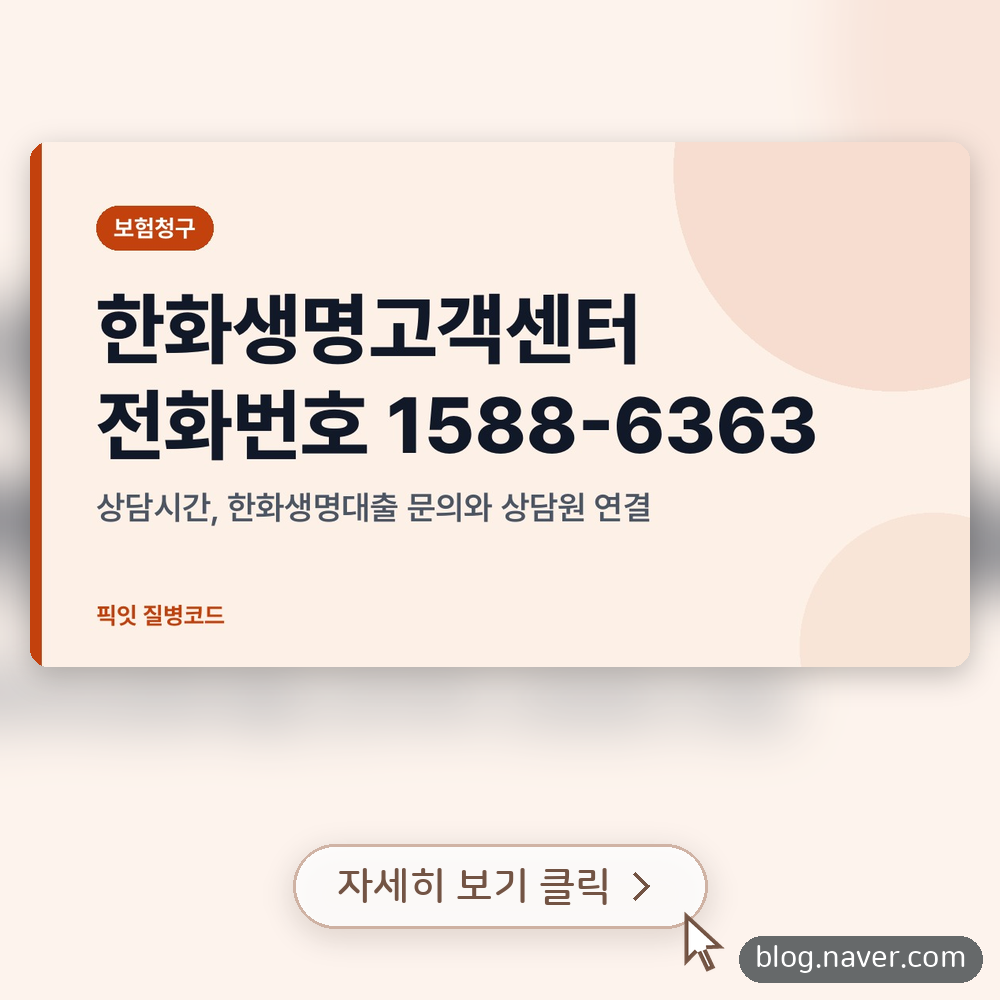 보험청구
한화생명고객센터
전화번호 1588-6363
상담시간, 한화생명대출 문의와 상담원 연결
픽잇 질병코드
자세히 보기 클릭
blog.naver.com